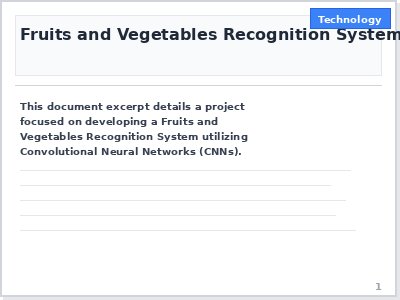 Technology
Fruits and Vegetables Recognition System
This document excerpt details a project
focused on developing a Fruits and
Vegetables Recognition System utilizing
Convolutional Neural Networks (CNNs).
1